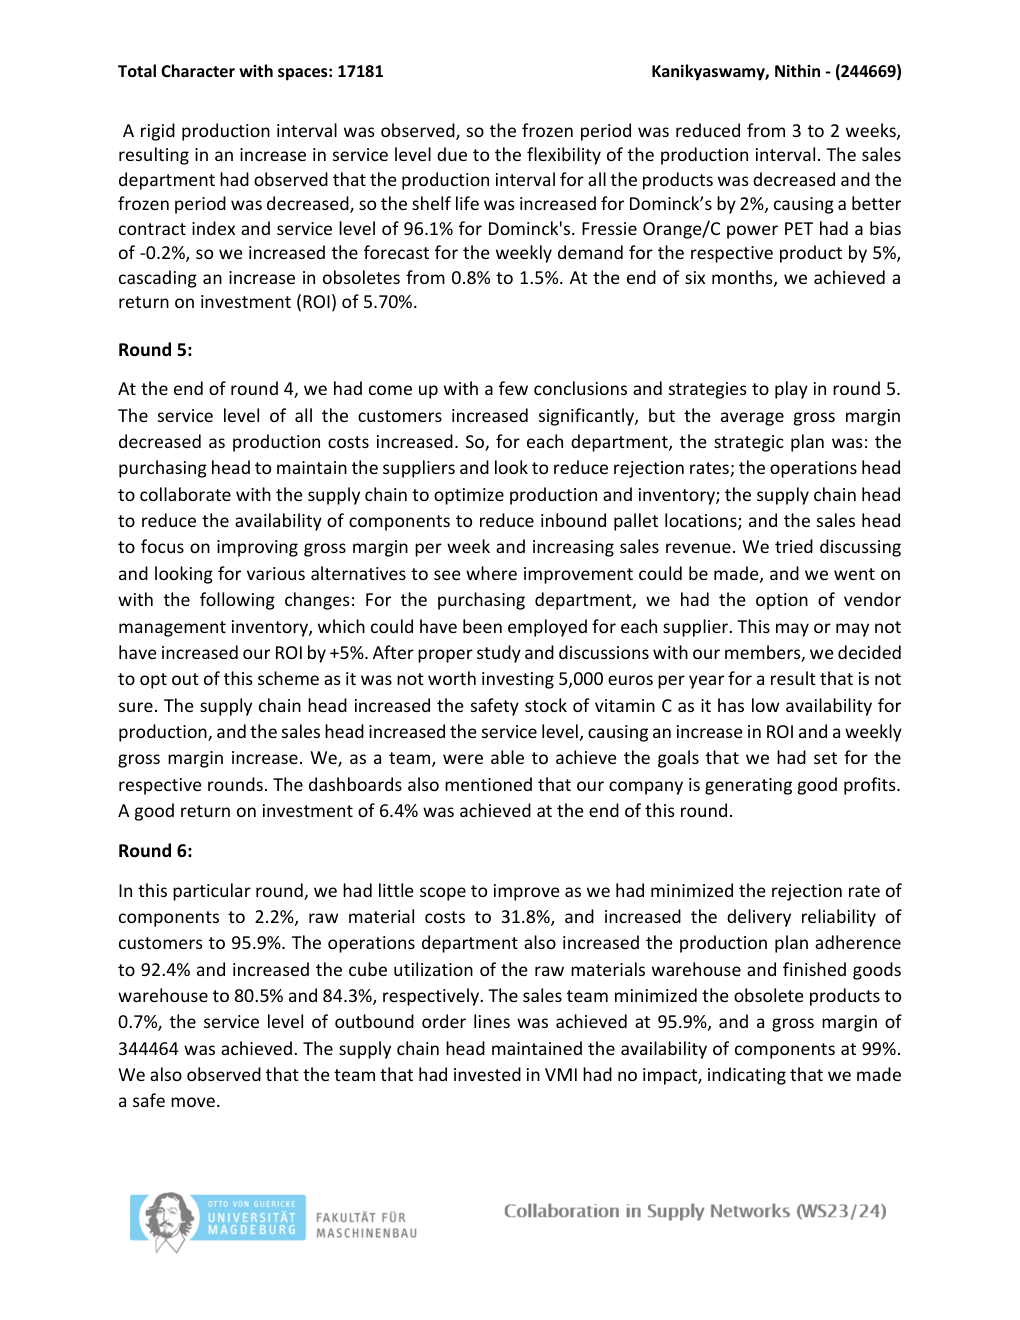 Total Character with spaces: 17181 Kanikyaswamy, Nithin - (244669)
A rigid production interval was observed, so the frozen period was reduced from 3 to 2 weeks,
resulting in an increase in service level due to the flexibility of the production interval. The sales
department had observed that the production interval for all the products was decreased and the
frozen period was decreased, so the shelf life was increased for Dominck’s by 2%, causing a better
contract index and service level of 96.1% for Dominck's. Fressie Orange/C power PET had a bias
of -0.2%, so we increased the forecast for the weekly demand for the respective product by 5%,
cascading an increase in obsoletes from 0.8% to 1.5%. At the end of six months, we achieved a
return on investment (ROI) of 5.70%.
Round 5:
At the end of round 4, we had come up with a few conclusions and strategies to play in round 5.
The service level of all the customers increased significantly, but the average gross margin
decreased as production costs increased. So, for each department, the strategic plan was: the
purchasing head to maintain the suppliers and look to reduce rejection rates; the operations head
to collaborate with the supply chain to optimize production and inventory; the supply chain head
to reduce the availability of components to reduce inbound pallet locations; and the sales head
to focus on improving gross margin per week and increasing sales revenue. We tried discussing
and looking for various alternatives to see where improvement could be made, and we went on
with the following changes: For the purchasing department, we had the option of vendor
management inventory, which could have been employed for each supplier. This may or may not
have increased our ROI by +5%. After proper study and discussions with our members, we decided
to opt out of this scheme as it was not worth investing 5,000 euros per year for a result that is not
sure. The supply chain head increased the safety stock of vitamin C as it has low availability for
production, and the sales head increased the service level, causing an increase in ROI and a weekly
gross margin increase. We, as a team, were able to achieve the goals that we had set for the
respective rounds. The dashboards also mentioned that our company is generating good profits.
A good return on investment of 6.4% was achieved at the end of this round.
Round 6:
In this particular round, we had little scope to improve as we had minimized the rejection rate of
components to 2.2%, raw material costs to 31.8%, and increased the delivery reliability of
customers to 95.9%. The operations department also increased the production plan adherence
to 92.4% and increased the cube utilization of the raw materials warehouse and finished goods
warehouse to 80.5% and 84.3%, respectively. The sales team minimized the obsolete products to
0.7%, the service level of outbound order lines was achieved at 95.9%, and a gross margin of
344464 was achieved. The supply chain head maintained the availability of components at 99%.
We also observed that the team that had invested in VMI had no impact, indicating that we made
a safe move.
OTTO VON GUERICKE
UNIVERSITÄT
MAGDEBURG
FAKULTÄT FÜR
MASCHINENBAU
Collaboration in Supply Networks (WS23/24)